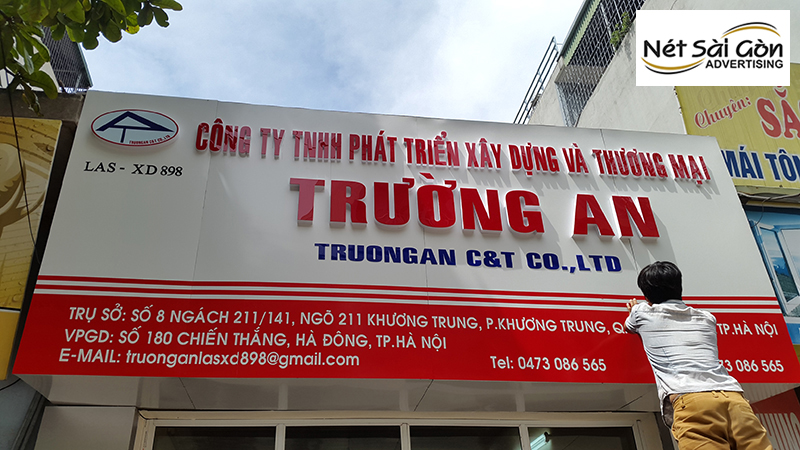 Nét Sài Gòn
ADVERTISING
Chuyên:
MÁI TÔN
TRUONGAN C&T CO.,LTD
LAS - XD 898
CÔNG TY TNHH PHÁT TRIỂN XÂY DỰNG VÀ THƯƠNG MẠI
TRƯỜNG AN
TRUONGAN C&T CO.,LTD
TRỤ SỞ: SỐ 8 NGÁCH 211/141, NGÕ 211 KHƯƠNG TRUNG, P.KHƯƠNG TRUNG, Q. TP.HÀ NỘI
VPGD: SỐ 180 CHIẾN THẮNG, HÀ ĐÔNG, TP.HÀ NỘI
E-MAIL: truonganlasxd898@gmail.com
Tel: 0473 086 565
086 565